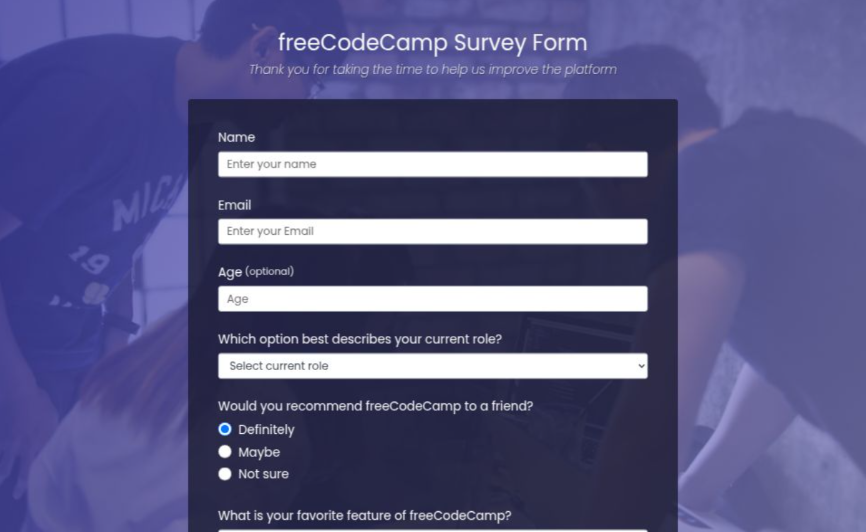 freeCodeCamp Survey Form
Thank you for taking the time to help us improve the platform
Name
Enter your name
Email
Enter your Email
Age (optional)
Age
Which option best describes your current role?
Select current role
Would you recommend freeCodeCamp to a friend?
Definitely
Maybe
Not sure
What is your favorite feature of freeCodeCamp?